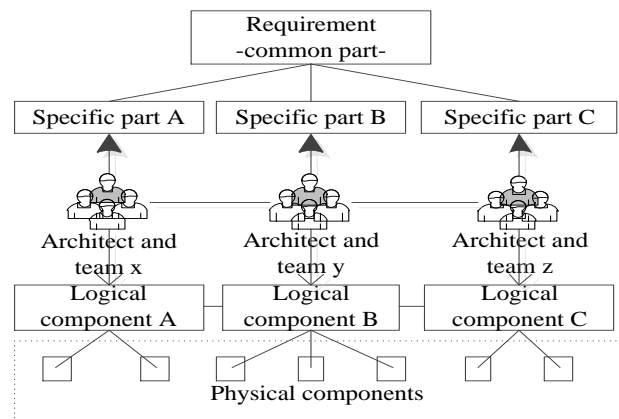 Requirement
-common part-
Specific part A
Specific part B
Specific part C
Architect and
team x
Architect and
team y
Architect and
team z
Logical
component A
Logical
component B
Logical
component C
Physical components